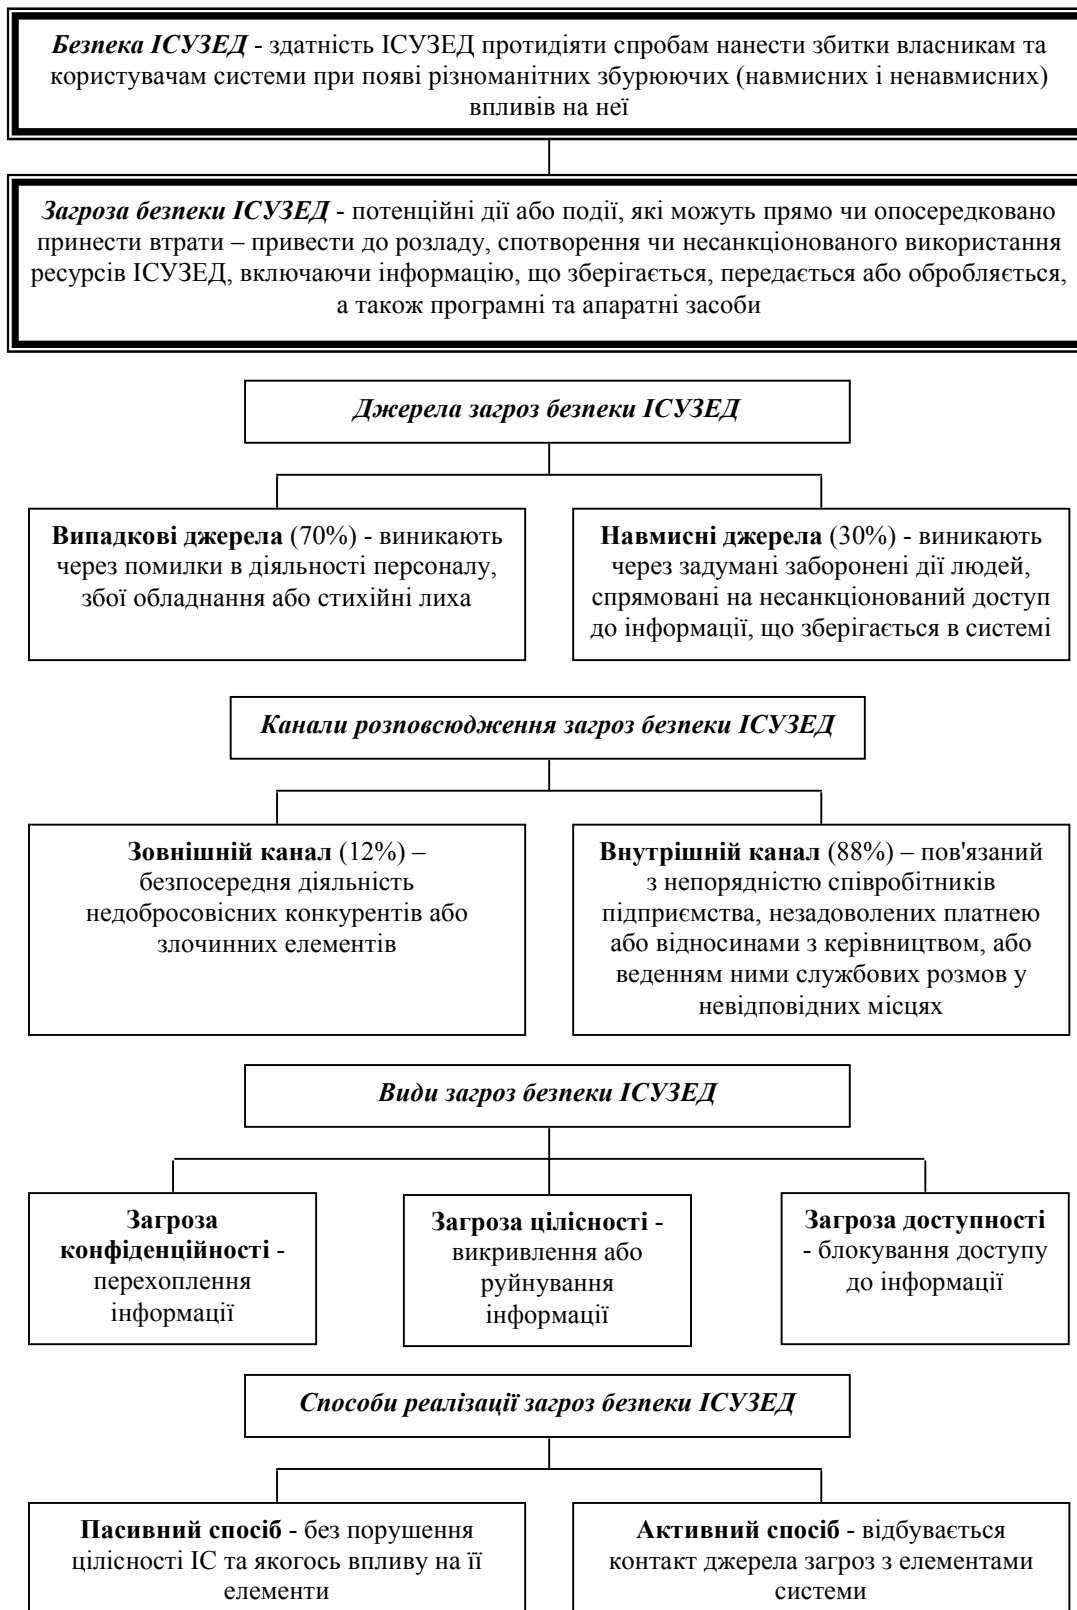 Безпека ІСУЗЕД - здатність ІСУЗЕД протидіяти спробам нанести збитки власникам та
користувачам системи при появі різноманітних збурюючих (навмисних і ненавмисних)
впливів на неї
Загроза безпеки ІСУЗЕД - потенційні дії або події, які можуть прямо чи опосередковано
принести втрати – привести до розладу, спотворення чи несанкціонованого використання
ресурсів ІСУЗЕД, включаючи інформацію, що зберігається, передається або обробляється,
а також програмні та апаратні засоби
Джерела загроз безпеки ІСУЗЕД
Випадкові джерела (70%) - виникають
через помилки в діяльності персоналу,
збої обладнання або стихійні лиха
Навмисні джерела (30%) - виникають
через задумані заборонені дії людей,
спрямовані на несанкціонований доступ
до інформації, що зберігається в системі
Канали розповсюдження загроз безпеки ІСУЗЕД
Зовнішній канал (12%) –
безпосередня діяльність
недобросовісних конкурентів або
злочинних елементів
Внутрішній канал (88%) – пов'язаний
з непорядністю співробітників
підприємства, незадоволених платнею
або відносинами з керівництвом, або
веденням ними службових розмов у
невідповідних місцях
Види загроз безпеки ІСУЗЕД
Загроза
конфіденційності -
перехоплення
інформації
Загроза цілісності -
викривлення або
руйнування
інформації
Загроза доступності
- блокування доступу
до інформації
Способи реалізації загроз безпеки ІСУЗЕД
Пасивний спосіб - без порушення
цілісності ІС та якогось впливу на її
елементи
Активний спосіб - відбувається
контакт джерела загроз з елементами
системи